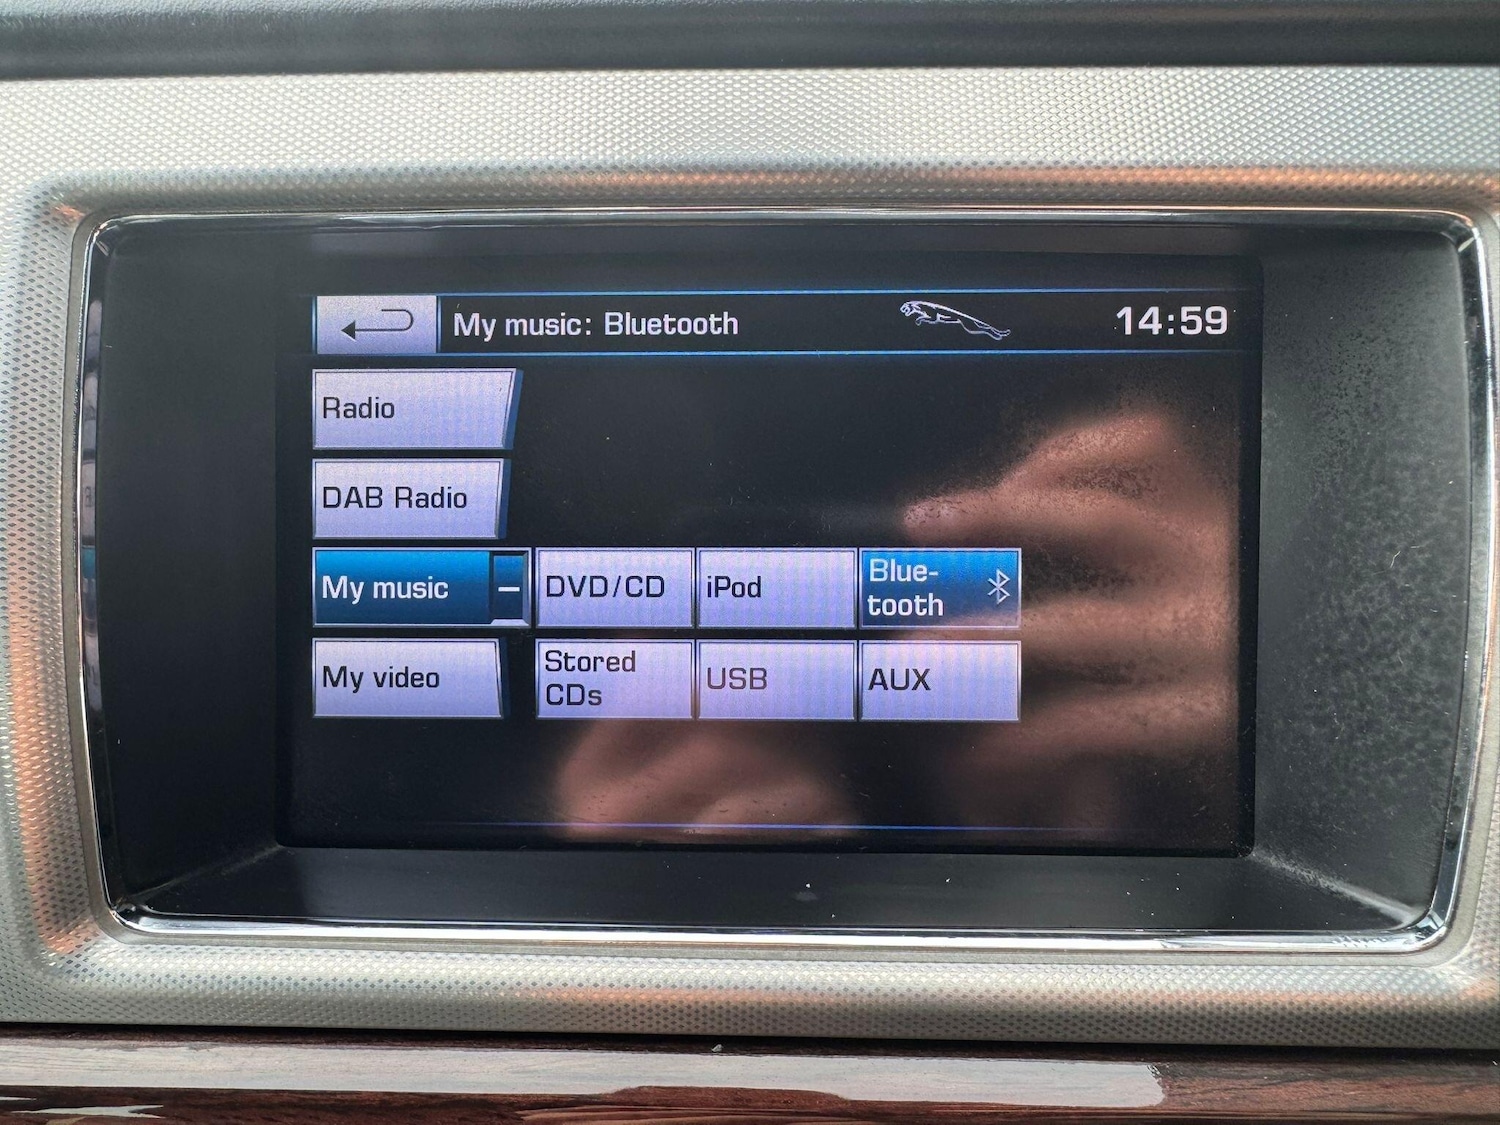 My music: Bluetooth
14:59
Radio
DAB Radio
My music
DVD/CD
iPod
Blue-
tooth
My video
Stored
CDs
USB
AUX